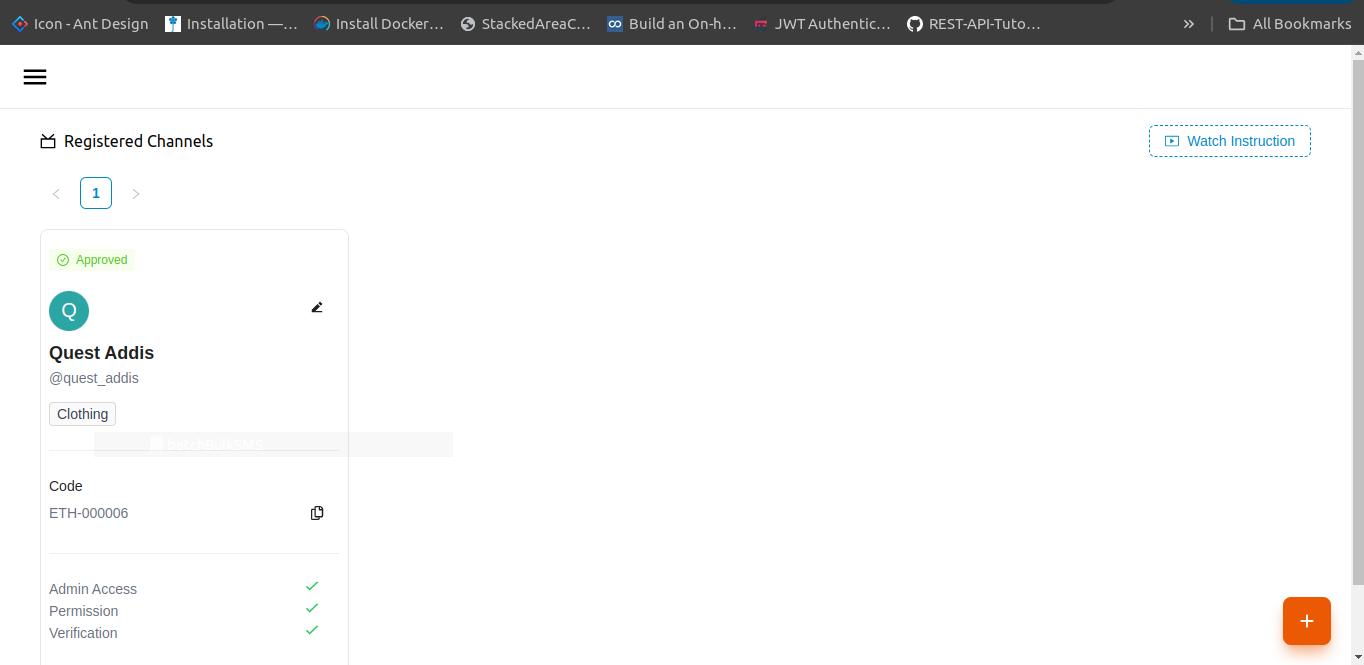 Icon - Ant Design Installation —... Install Docker... StackedAreaC... Build an On-h... JWT Authentic... REST-API-Tuto... » All Bookmarks
Registered Channels Watch Instruction
< 1 >
Approved
Q
Quest Addis
@quest_addis
Clothing
Code
ETH-000006
Admin Access
Permission
Verification
+